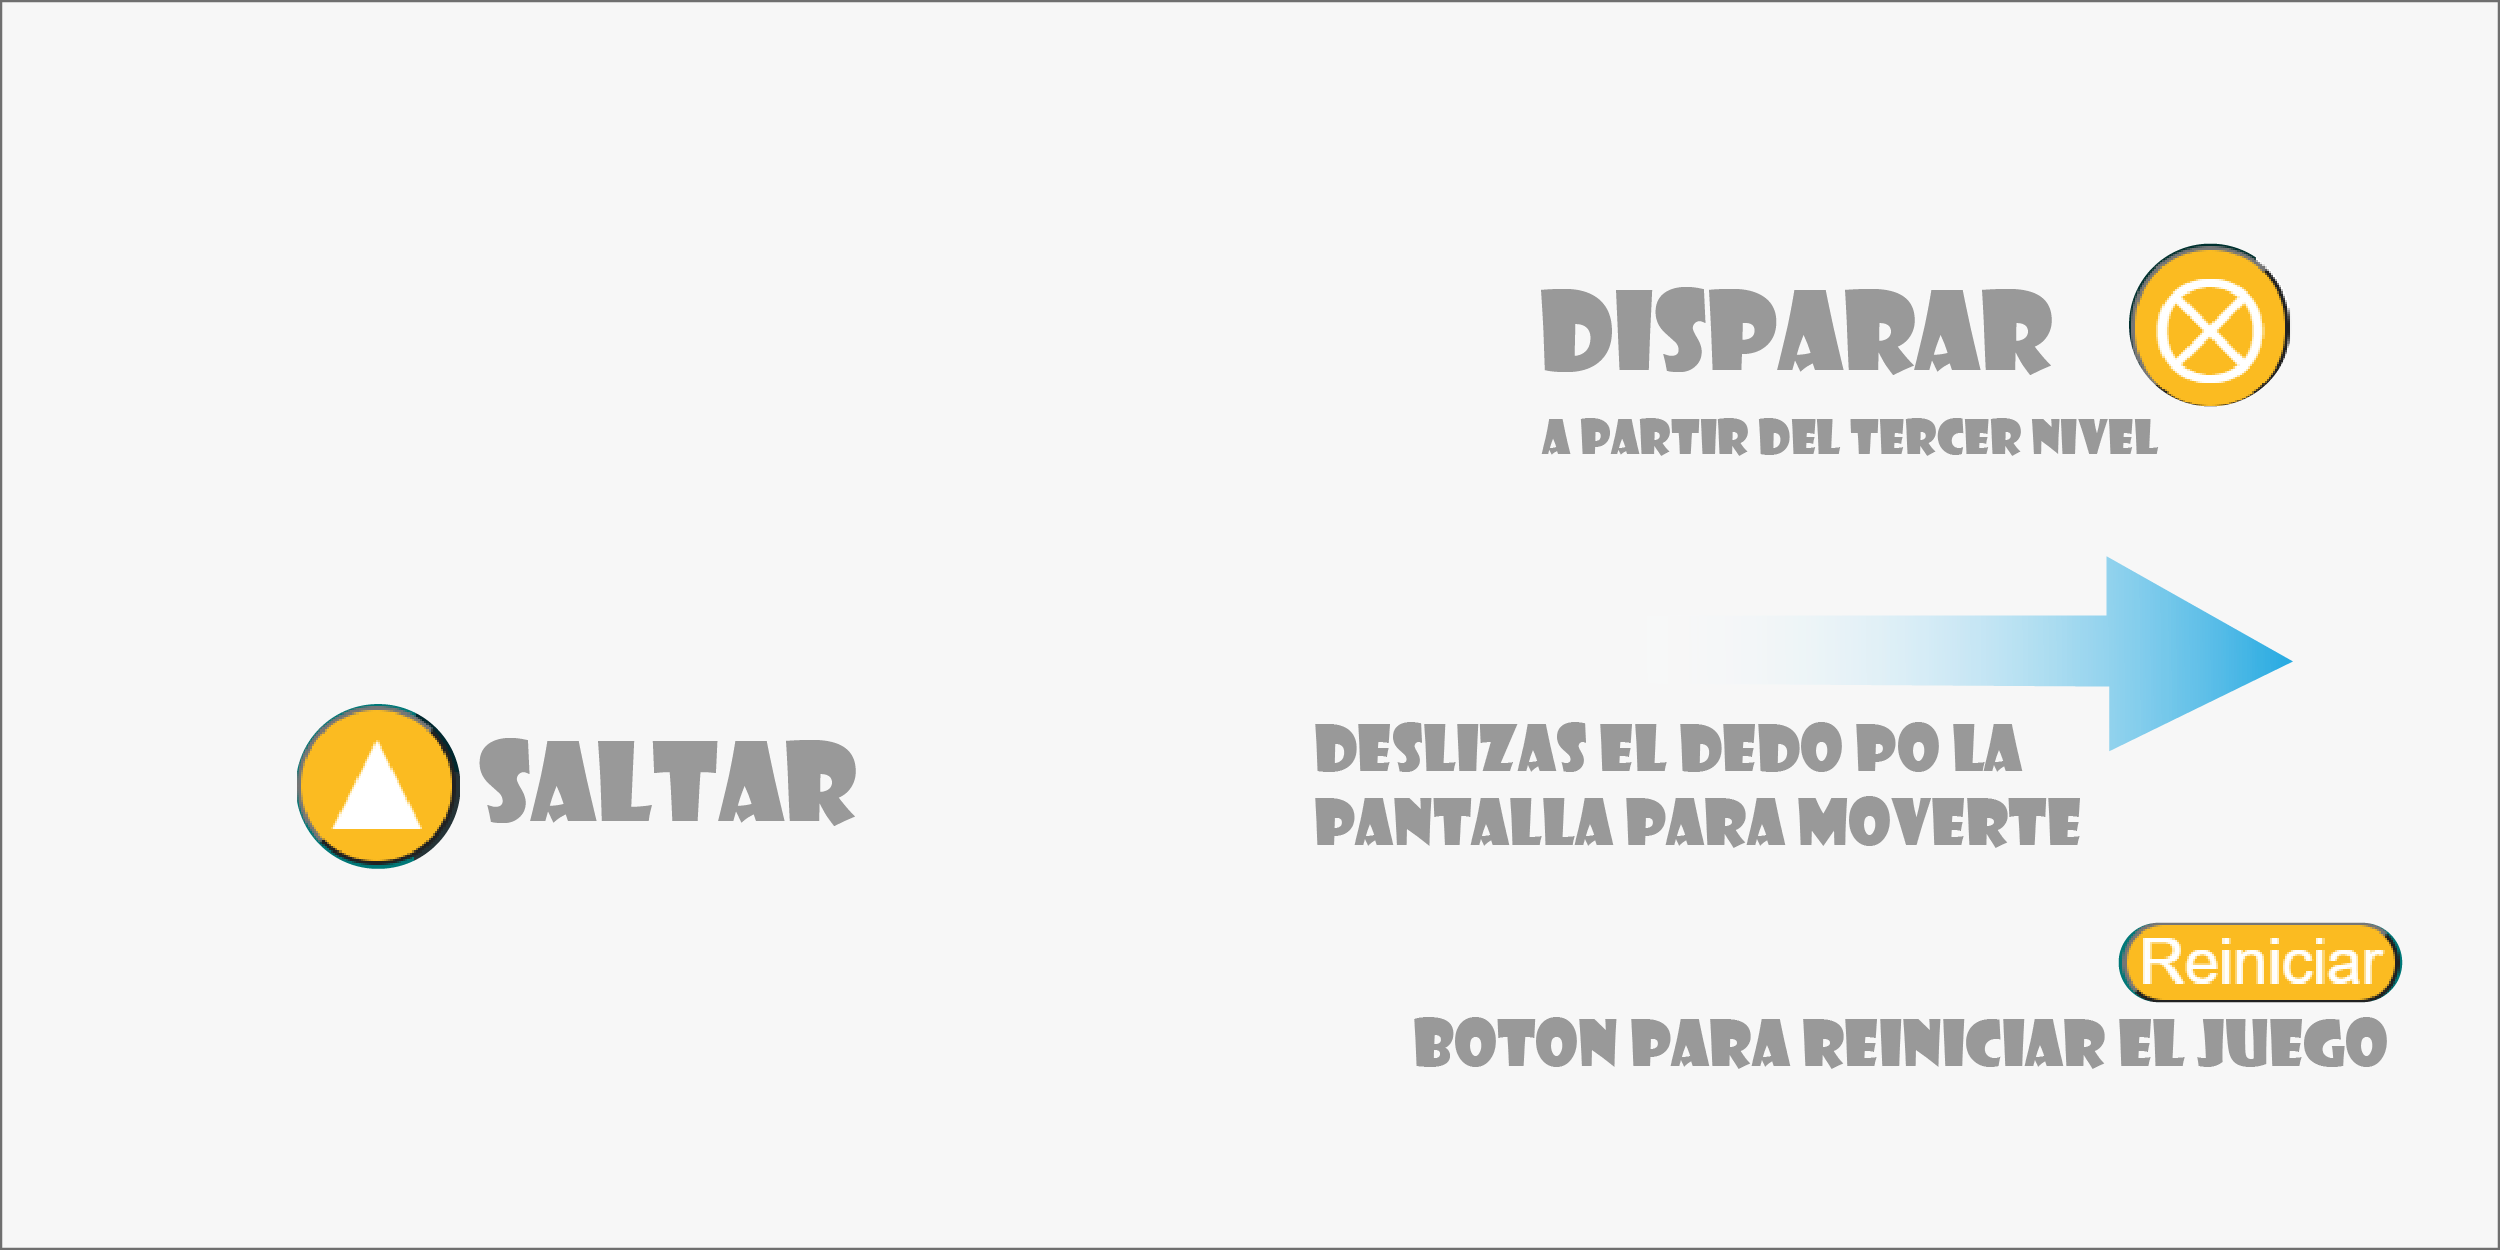 DISPARAR
A PARTIR DEL TERCER NIVEL
SALTAR
DESLIZAS EL DEDO PO LA
PANTALLA PARA MOVERTE
Reiniciar
BOTON PARA REINICIAR EL JUEGO